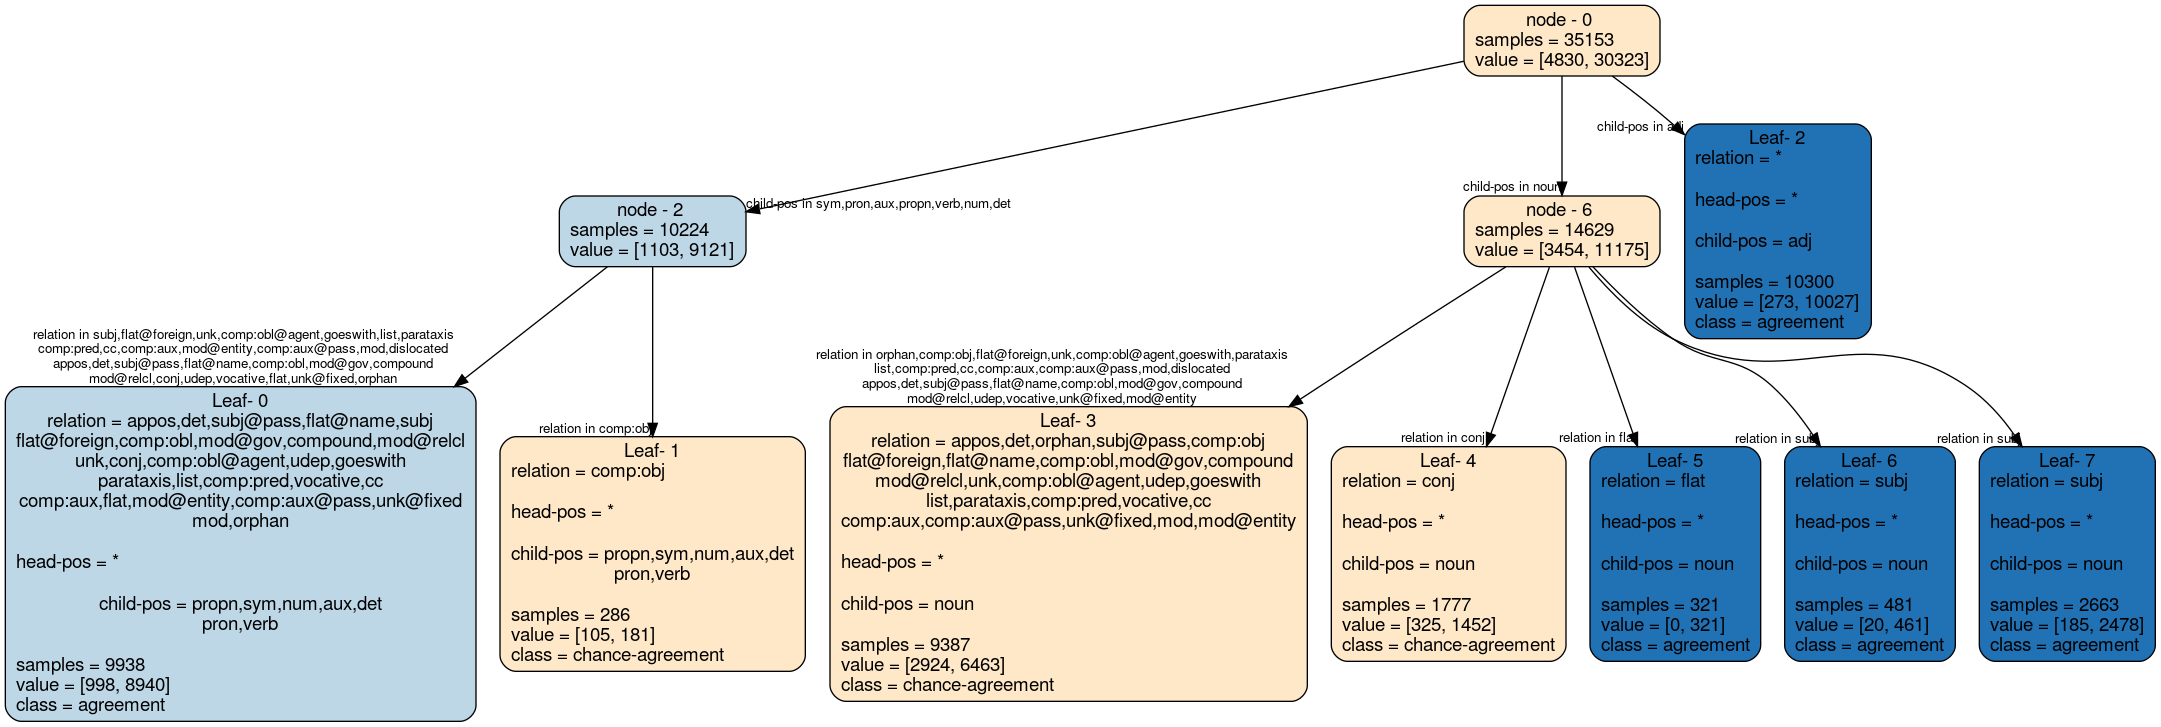 node - 0
samples = 35153
value = [4830, 30323]
child-pos in adj
Leaf- 2
relation = *
head-pos = *
child-pos = adj
samples = 10300
value = [273, 10027]
class = agreement
child-pos in sym,pron,aux,propn,verb,num,det
node - 2
samples = 10224
value = [1103, 9121]
child-pos in noun
node - 6
samples = 14629
value = [3454, 11175]
relation in subj,flat@foreign,unk,comp:obl@agent,goeswith,list,parataxis
comp:pred,cc,comp:aux,mod@entity,comp:aux@pass,mod,dislocated
appos,det,subj@pass,flat@name,comp:obl,mod@gov,compound
mod@relcl,conj,udep,vocative,flat,unk@fixed,orphan
Leaf- 0
relation = appos,det,subj@pass,flat@name,subj
flat@foreign,comp:obl,mod@gov,compound,mod@relcl
unk,conj,comp:obl@agent,udep,goeswith
parataxis,list,comp:pred,vocative,cc
comp:aux,flat,mod@entity,comp:aux@pass,unk@fixed
mod,orphan
head-pos = *
child-pos = propn,sym,num,aux,det
pron,verb
samples = 9938
value = [998, 8940]
class = agreement
relation in comp:obj
Leaf- 1
relation = comp:obj
head-pos = *
child-pos = propn,sym,num,aux,det
pron,verb
samples = 286
value = [105, 181]
class = chance-agreement
relation in orphan,comp:obj,flat@foreign,unk,comp:obl@agent,goeswith,parataxis
list,comp:pred,cc,comp:aux,comp:aux@pass,mod,dislocated
appos,det,subj@pass,flat@name,comp:obl,mod@gov,compound
mod@relcl,udep,vocative,unk@fixed,mod@entity
Leaf- 3
relation = appos,det,orphan,subj@pass,comp:obj
flat@foreign,flat@name,comp:obl,mod@gov,compound
mod@relcl,unk,comp:obl@agent,udep,goeswith
list,parataxis,comp:pred,vocative,cc
comp:aux,comp:aux@pass,unk@fixed,mod,mod@entity
head-pos = *
child-pos = noun
samples = 9387
value = [2924, 6463]
class = chance-agreement
relation in conj
Leaf- 4
relation = conj
head-pos = *
child-pos = noun
samples = 1777
value = [325, 1452]
class = chance-agreement
relation in flat
Leaf- 5
relation = flat
head-pos = *
child-pos = noun
samples = 321
value = [0, 321]
class = agreement
relation in subj
Leaf- 6
relation = subj
head-pos = *
child-pos = noun
samples = 481
value = [20, 461]
class = agreement
relation in subj
Leaf- 7
relation = subj
head-pos = *
child-pos = noun
samples = 2663
value = [185, 2478]
class = agreement